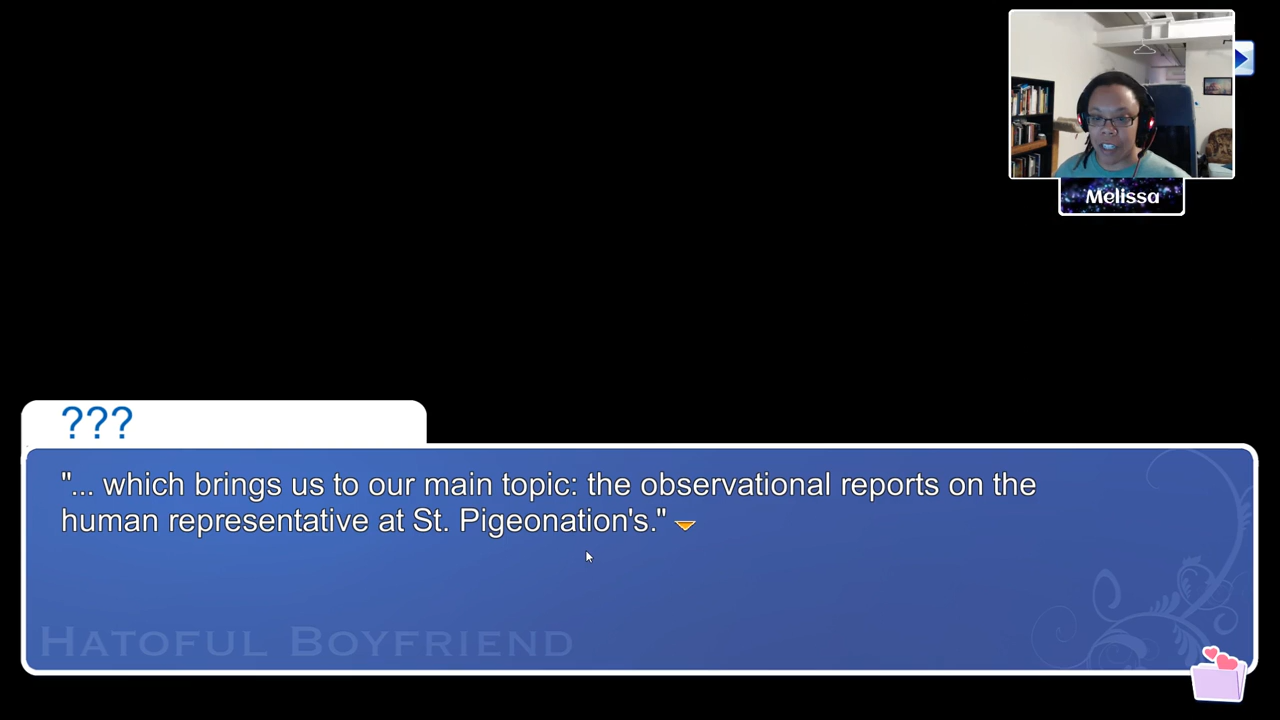 Melissa
???
"... which brings us to our main topic: the observational reports on the
human representative at St. Pigeonation's."
HATOFUL BOYFRIEND